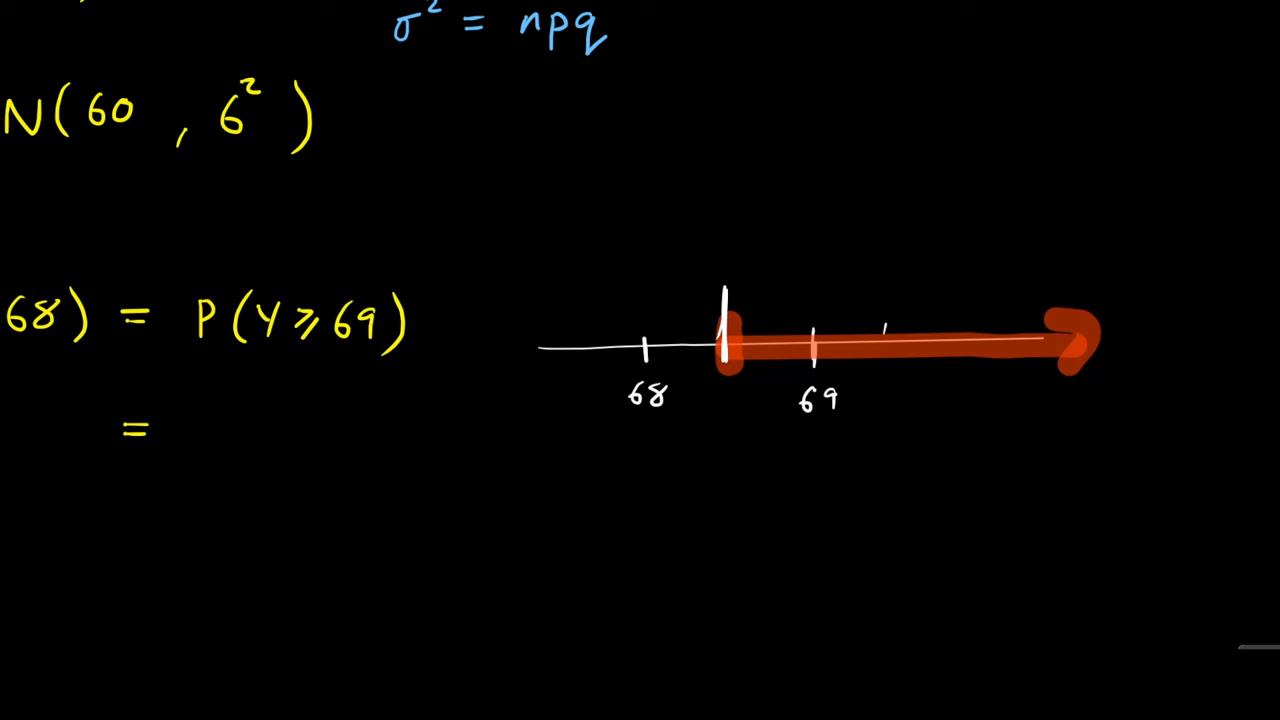 σ² = npq
N(60 , 6²)
68) = P(Y ⩾ 69)
68 69
=